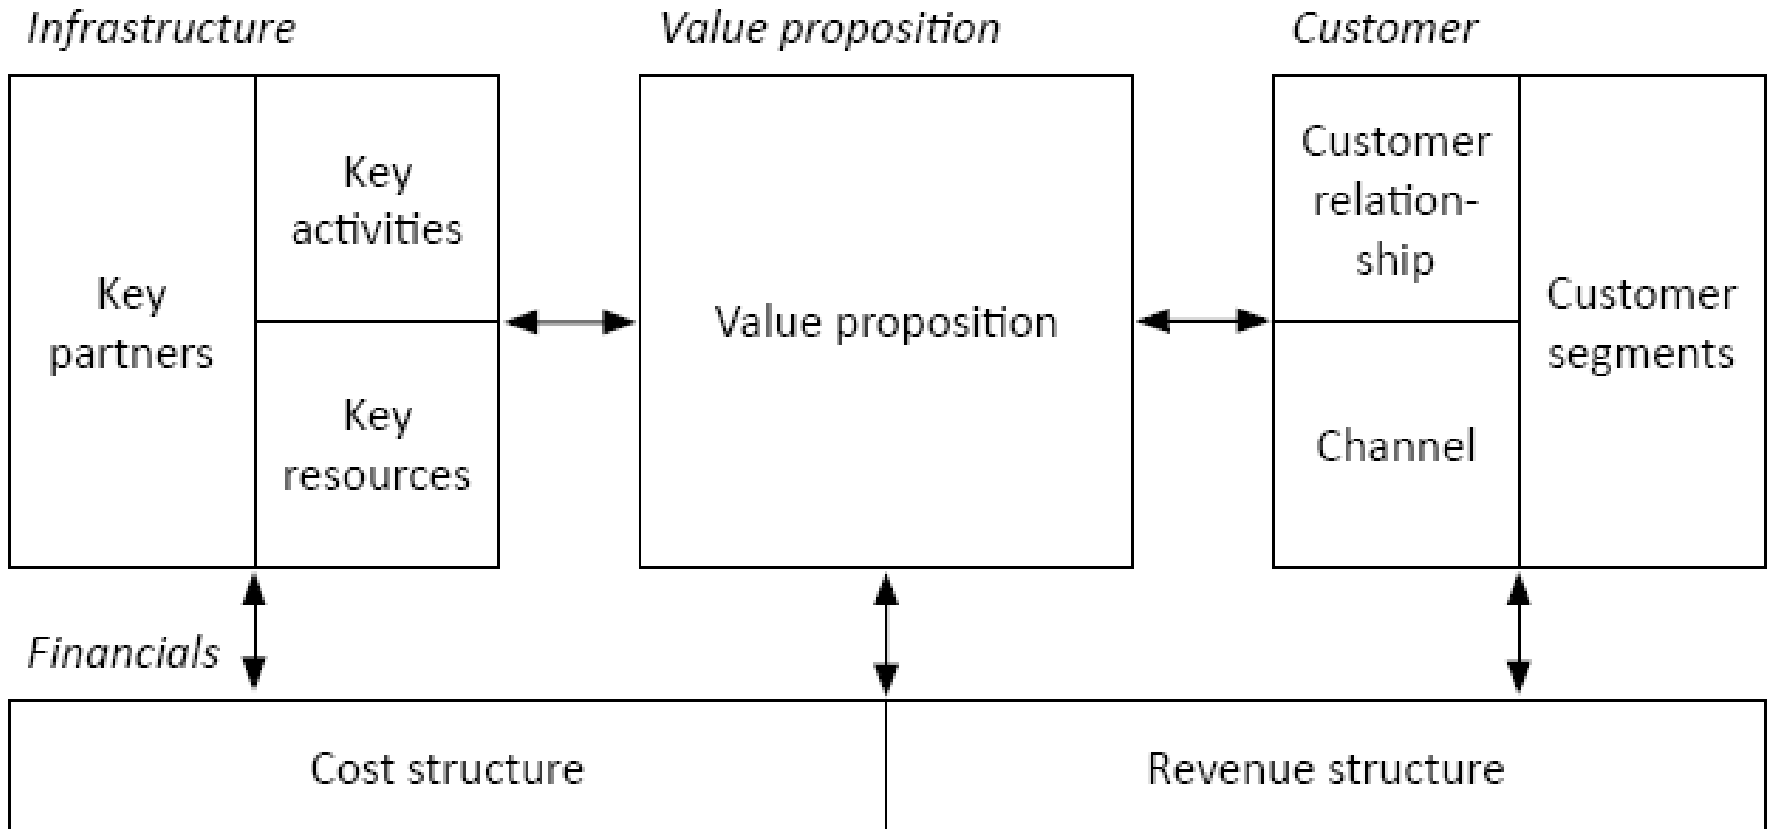 Infrastructure
Value proposition
Customer
Key
partners
Key
activities
Key
resources
Value proposition
Customer
relation-
ship
Channel
Customer
segments
Financials
Cost structure
Revenue structure